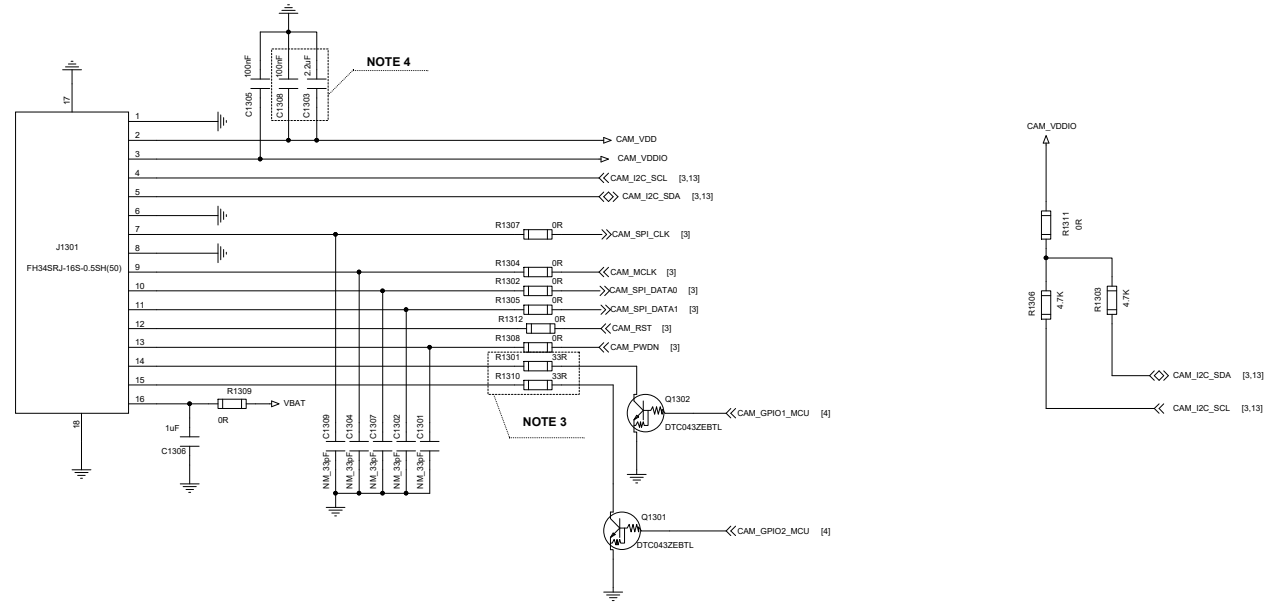 100nF
100nF
2.2uF
C1305
C1308
C1303
NOTE 4
17
J1301
FH34SRJ-16S-0.5SH(50)
18
1
2
CAM_VDD
3
CAM_VDDIO
4
CAM_I2C_SCL [3,13]
5
CAM_I2C_SDA [3,13]
6
7
R1307 0R
CAM_SPI_CLK [3]
8
9
R1304 0R
CAM_MCLK [3]
10
R1302 0R
CAM_SPI_DATA0 [3]
11
R1305 0R
CAM_SPI_DATA1 [3]
12
R1312 0R
CAM_RST [3]
13
R1308 0R
CAM_PWDN [3]
14
R1301 33R
15
R1310 33R
16
R1309
0R
VBAT
1uF
C1306
NOTE 3
C1309
C1304
C1307
C1302
C1301
NM_33pF
NM_33pF
NM_33pF
NM_33pF
NM_33pF
Q1302
DTC043ZEBTL
CAM_GPIO1_MCU [4]
Q1301
DTC043ZEBTL
CAM_GPIO2_MCU [4]
CAM_VDDIO
R1311
0R
R1306
4.7K
R1303
4.7K
CAM_I2C_SDA [3,13]
CAM_I2C_SCL [3,13]